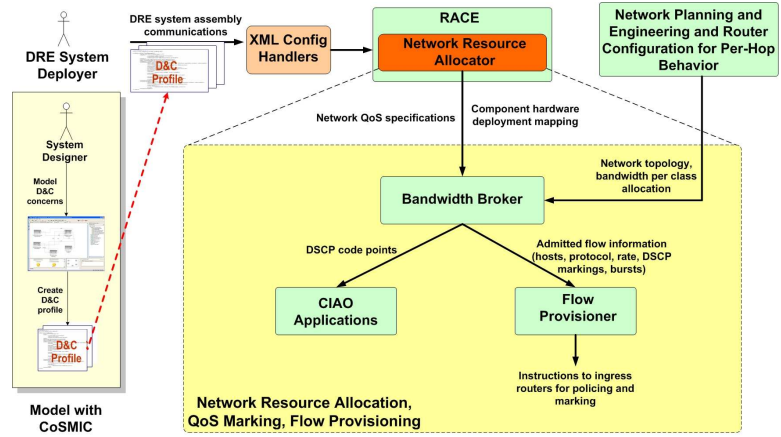 DRE System
Deployer
DRE system assembly
communications
D&C
Profile
XML Config
Handlers
RACE
Network Resource
Allocator
Network Planning and
Engineering and Router
Configuration for Per-Hop
Behavior
System
Designer
Model
D&C
concerns
Create
D&C
profile
D&C
Profile
Model with
CoSMIC
Network QoS specifications
Component hardware
deployment mapping
Network topology,
bandwidth per class
allocation
Bandwidth Broker
DSCP code points
Admitted flow information
(hosts, protocol, rate, DSCP
markings, bursts)
CIAO
Applications
Flow
Provisioner
Instructions to ingress
routers for policing and
marking
Network Resource Allocation,
QoS Marking, Flow Provisioning